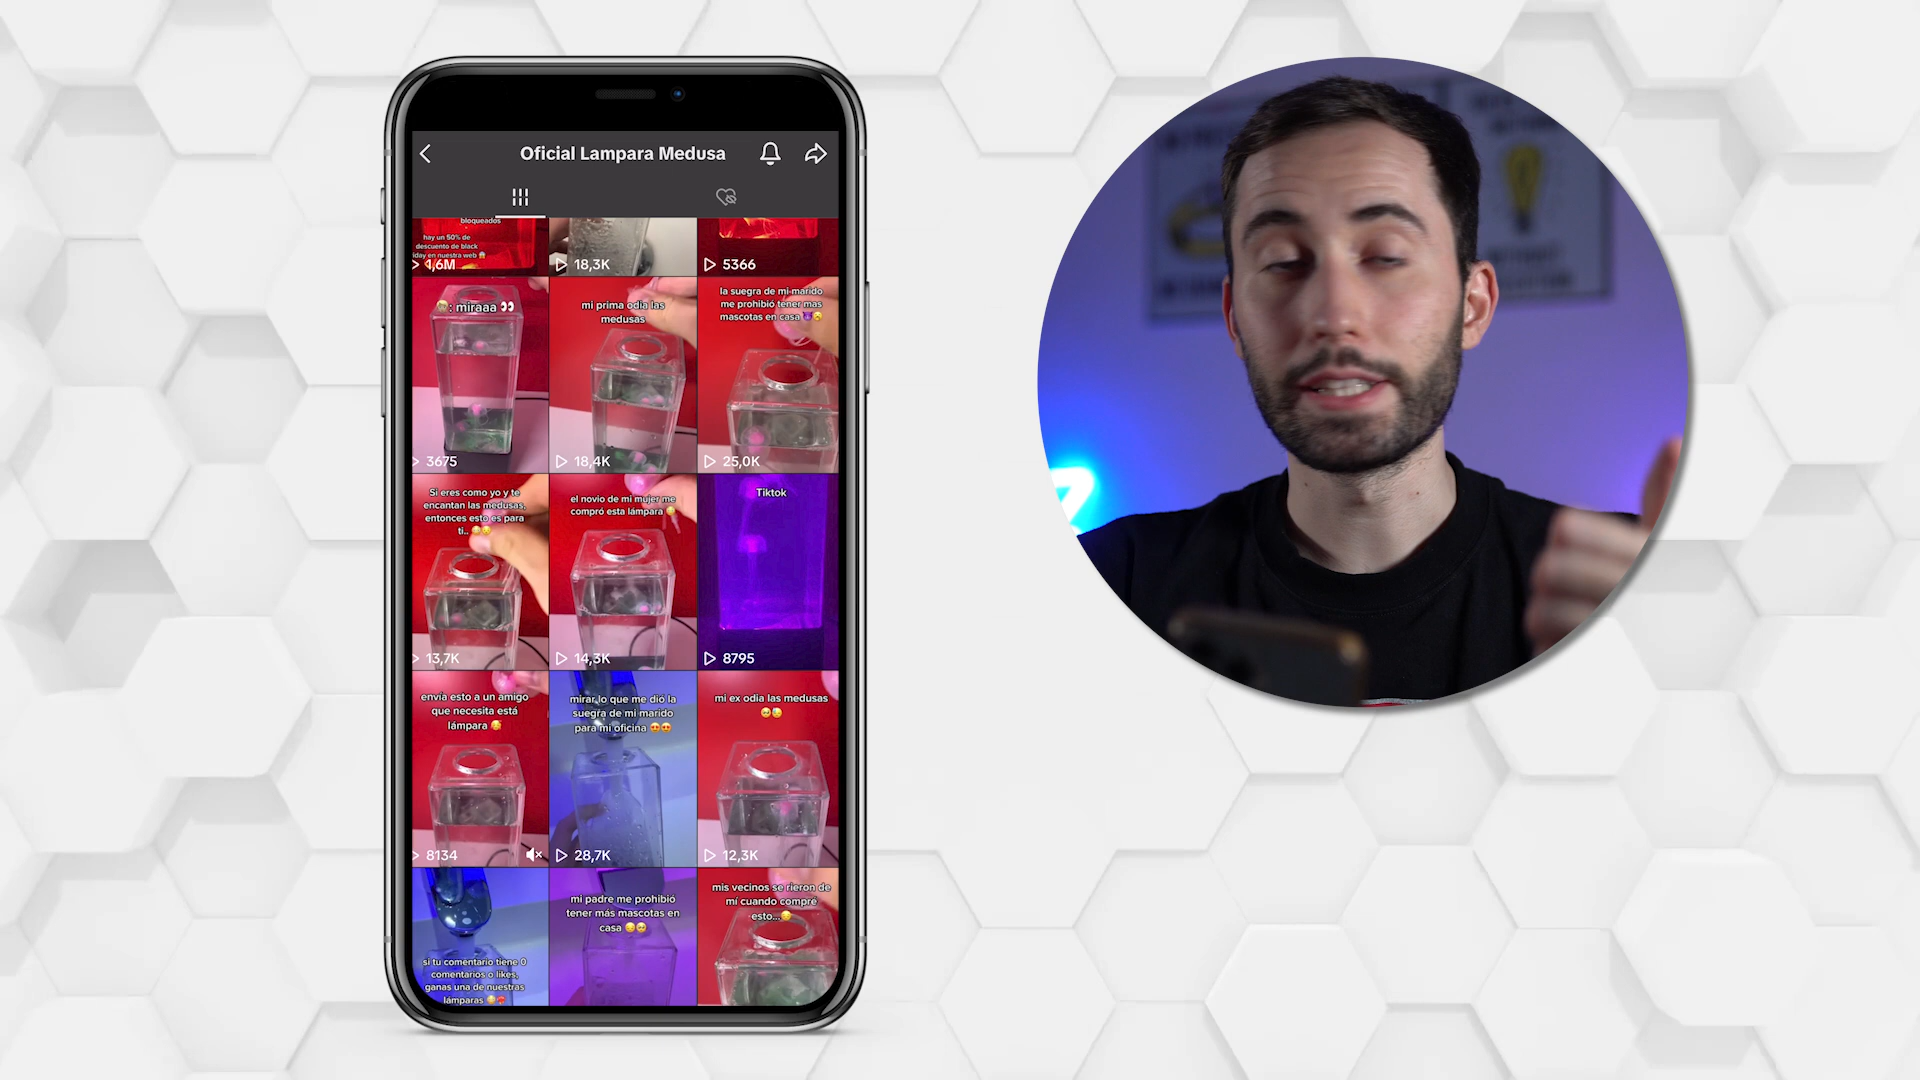 Oficial Lampara Medusa
bloqueados
hay un 50% de
descuento de black
iday en nuestra web 😱
1,6M
18,3K
5366
: miraaa 👀
3675
mi prima odia las
medusas
18,4K
la suegra de mi marido
me prohibió tener mas
mascotas en casa
25,0K
Si eres como yo y te
encantan las medusas,
entonces esto es para
ti..
13,7K
el novio de mi mujer me
compró esta lámpara
14,3K
Tiktok
8795
envía esto a un amigo
que necesita está
lámpara 🥰
8134
mirar lo que me dió la
suegra de mi marido
para mi oficina 😍😍
28,7K
mi ex odia las medusas
12,3K
si tu comentario tiene 0
comentarios o likes,
ganas una de nuestras
lámparas
mi padre me prohibió
tener más mascotas en
casa
mis vecinos se rieron de
mí cuando compré
esto...